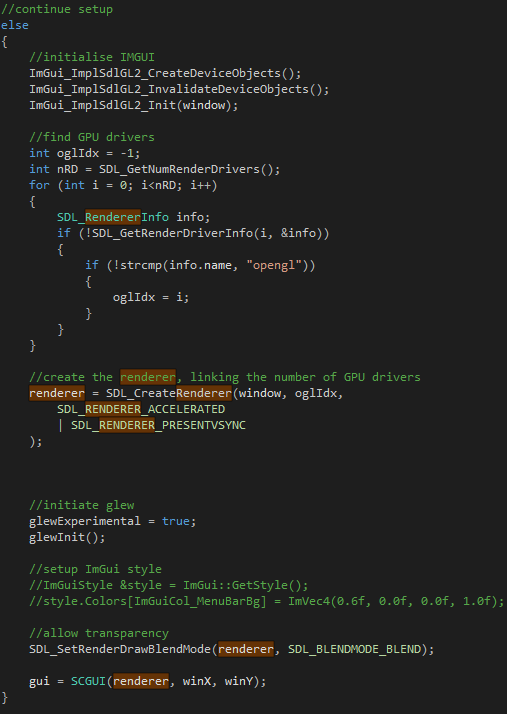 //continue setup
else
{
    //initialise IMGUI
    ImGui_ImplSdlGL2_CreateDeviceObjects();
    ImGui_ImplSdlGL2_InvalidateDeviceObjects();
    ImGui_ImplSdlGL2_Init(window);

    //find GPU drivers
    int oglIdx = -1;
    int nRD = SDL_GetNumRenderDrivers();
    for (int i = 0; i<nRD; i++)
    {
        SDL_RendererInfo info;
        if (!SDL_GetRenderDriverInfo(i, &info))
        {
            if (!strcmp(info.name, "opengl"))
            {
                oglIdx = i;
            }
        }
    }

    //create the renderer, linking the number of GPU drivers
    renderer = SDL_CreateRenderer(window, oglIdx,
        SDL_RENDERER_ACCELERATED
        | SDL_RENDERER_PRESENTVSYNC
    );

    //initiate glew
    glewExperimental = true;
    glewInit();

    //setup ImGui style
    //ImGuiStyle &style = ImGui::GetStyle();
    //style.Colors[ImGuiCol_MenuBarBg] = ImVec4(0.6f, 0.0f, 0.0f, 1.0f);

    //allow transparency
    SDL_SetRenderDrawBlendMode(renderer, SDL_BLENDMODE_BLEND);

    gui = SCGUI(renderer, winX, winY);
}